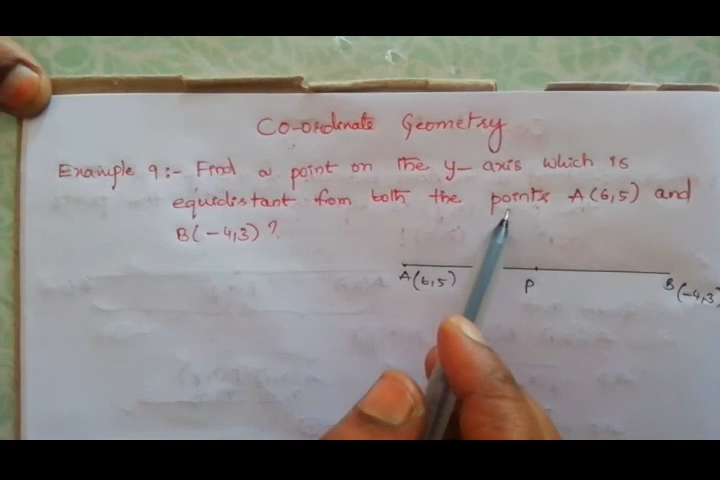 Co-ordinate Geometry
Example 9:- Find a point on the y-axis which is
equidistant from both the points A(6,5) and
B(-4,3)?
A(6,5) P B(-4,3)